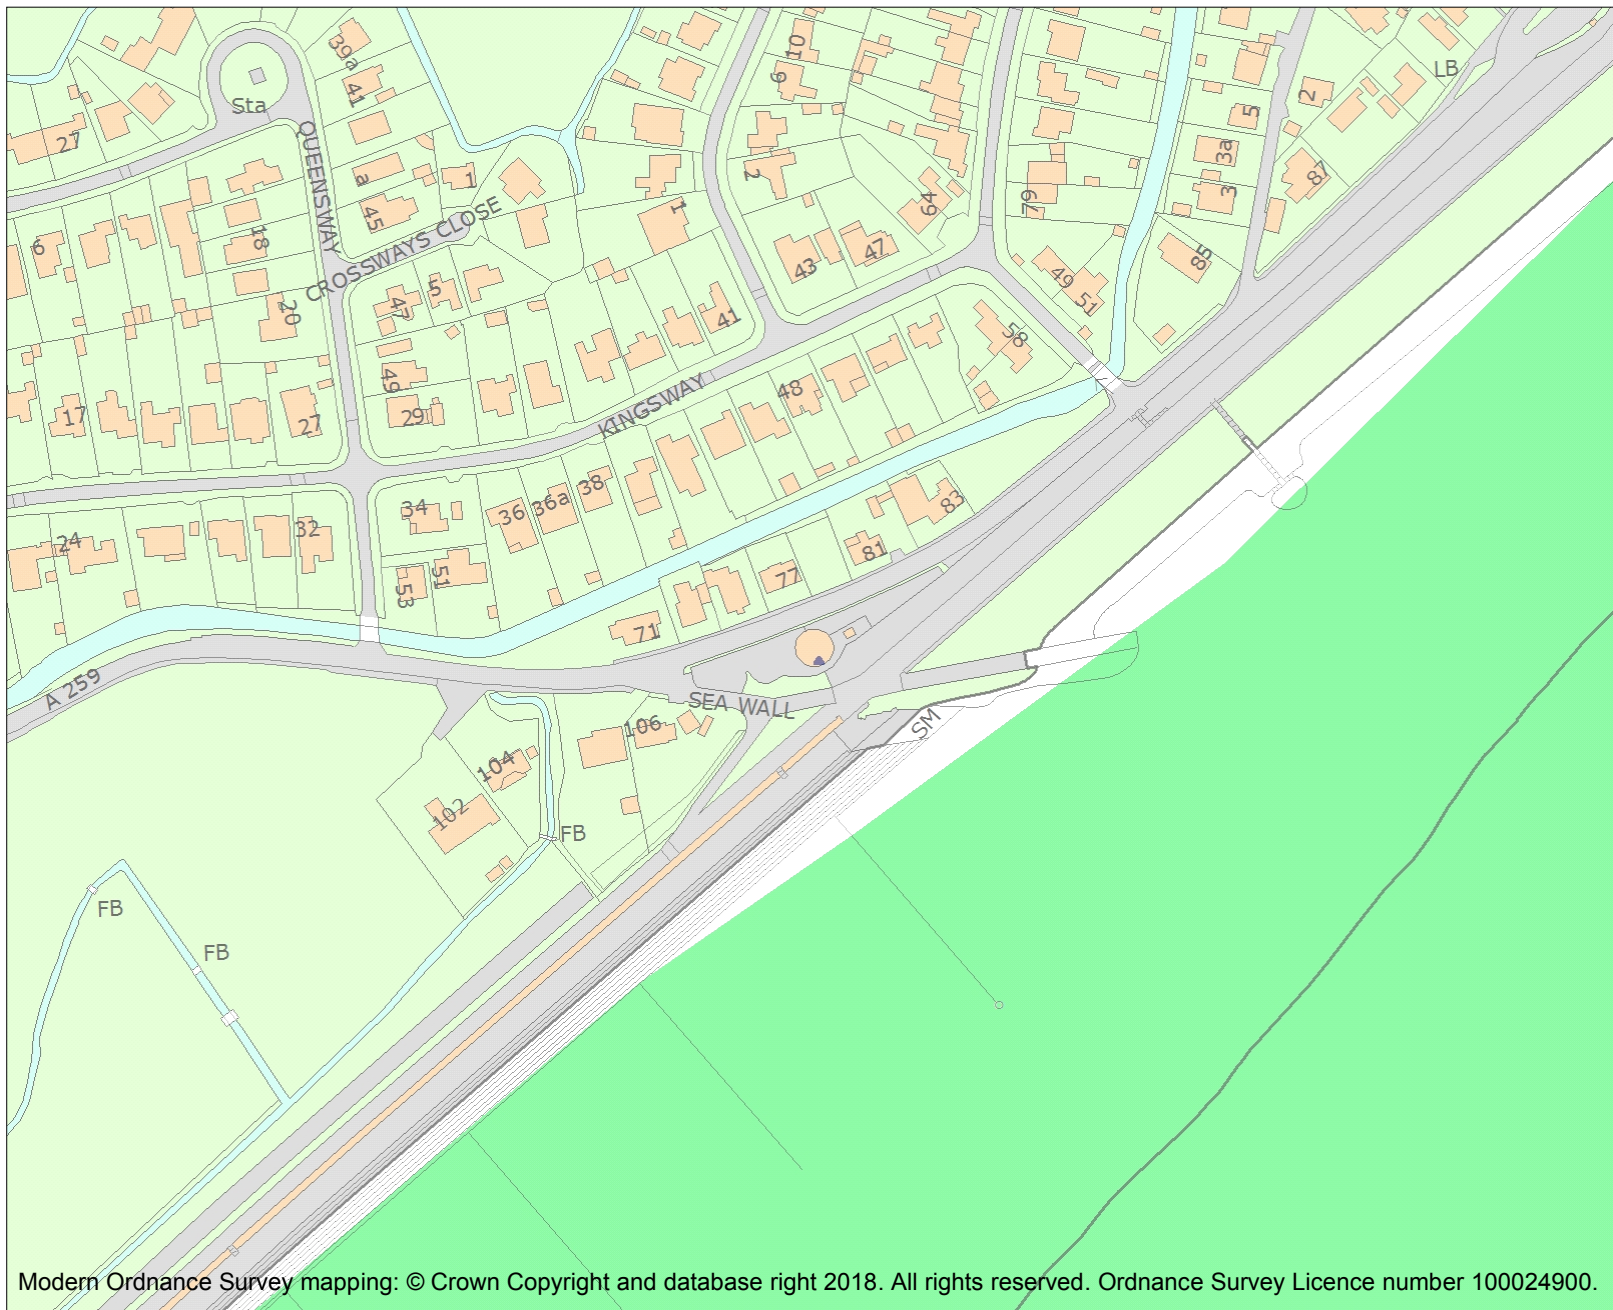 39a
10
LB
Sta
41
9
2
5
27
QUEENSWAY
3a
a
1
2
87
3
45
1
64
79
CROSSWAYS CLOSE
6
18
43
47
85
5
49
51
47
20
41
58
49
KINGSWAY
48
17
29
27
38
36a
36
34
83
32
24
81
51
53
77
71
A 259
SEA WALL
SM
106
104
102
FB
FB
FB
Modern Ordnance Survey mapping: © Crown Copyright and database right 2018. All rights reserved. Ordnance Survey Licence number 100024900.